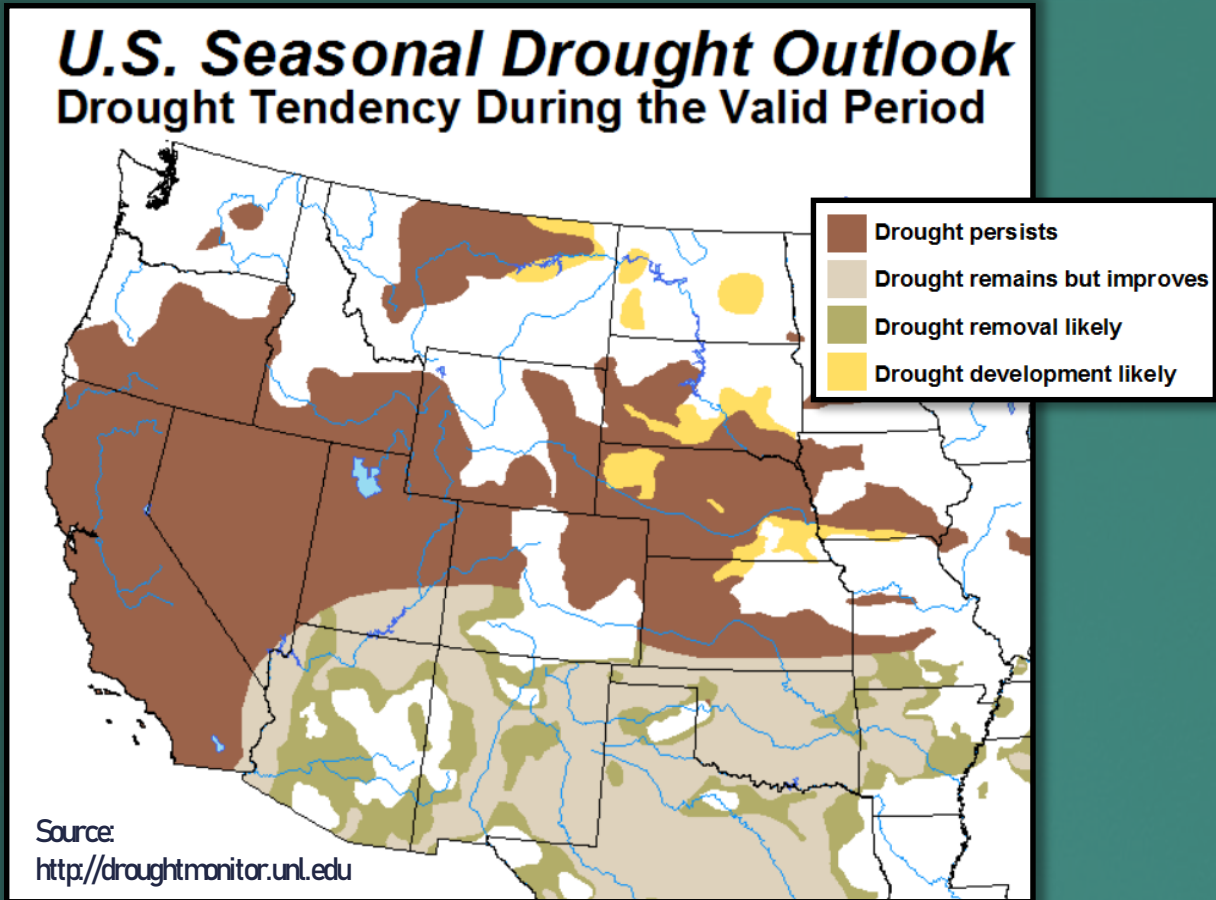 U.S. Seasonal Drought Outlook
Drought Tendency During the Valid Period
Drought persists
Drought remains but improves
Drought removal likely
Drought development likely
Source:
http://droughtmonitor.unl.edu